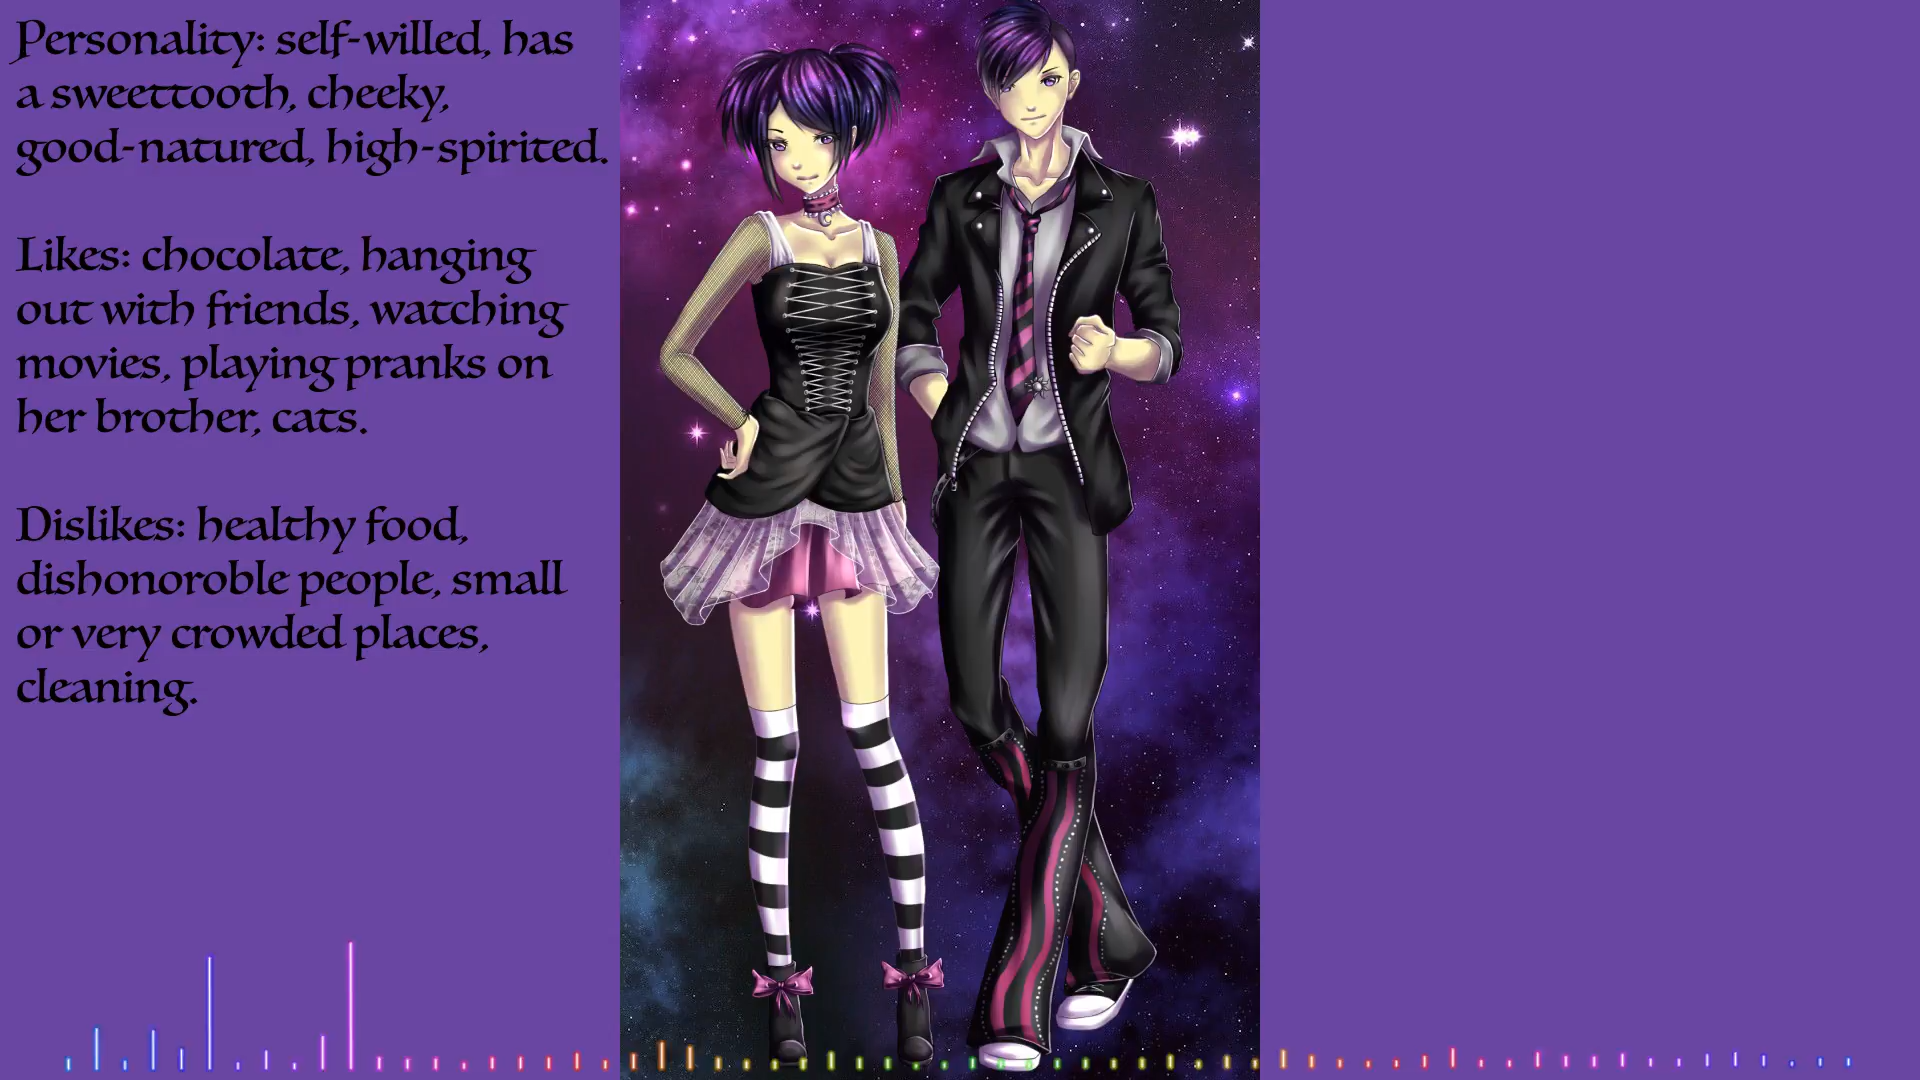 Personality: self-willed, has
a sweettooth, cheeky,
good-natured, high-spirited.
Likes: chocolate, hanging
out with friends, watching
movies, playing pranks on
her brother, cats.
Dislikes: healthy food,
dishonoroble people, small
or very crowded places,
cleaning.